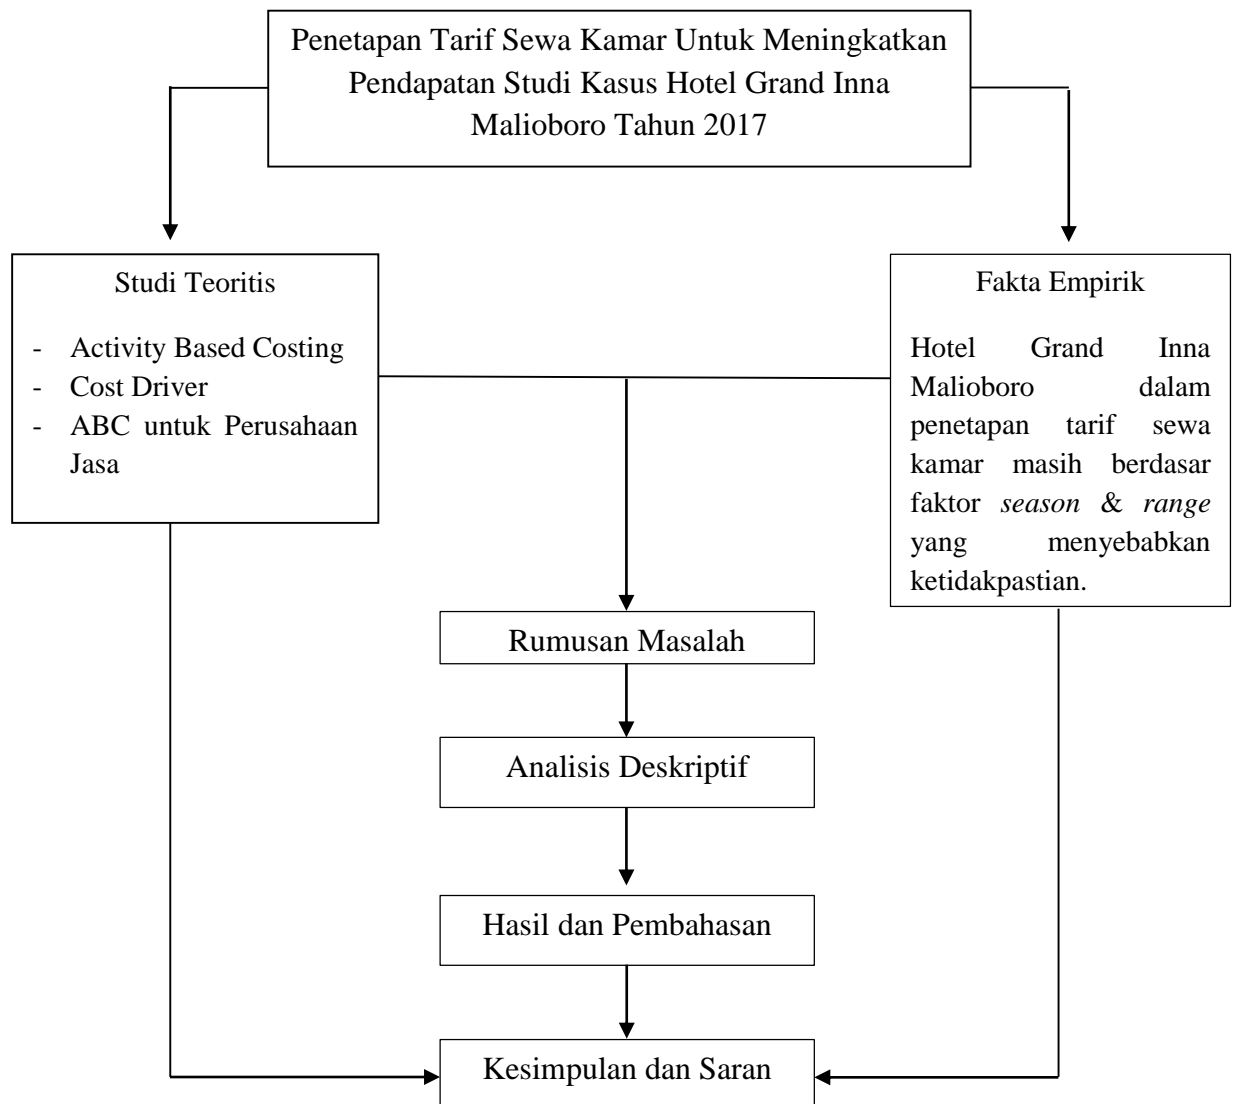 Penetapan Tarif Sewa Kamar Untuk Meningkatkan
Pendapatan Studi Kasus Hotel Grand Inna
Malioboro Tahun 2017
Studi Teoritis
- Activity Based Costing
- Cost Driver
- ABC untuk Perusahaan
Jasa
Fakta Empirik
Hotel Grand Inna
Malioboro dalam
penetapan tarif sewa
kamar masih berdasar
faktor season & range
yang menyebabkan
ketidakpastian.
Rumusan Masalah
Analisis Deskriptif
Hasil dan Pembahasan
Kesimpulan dan Saran